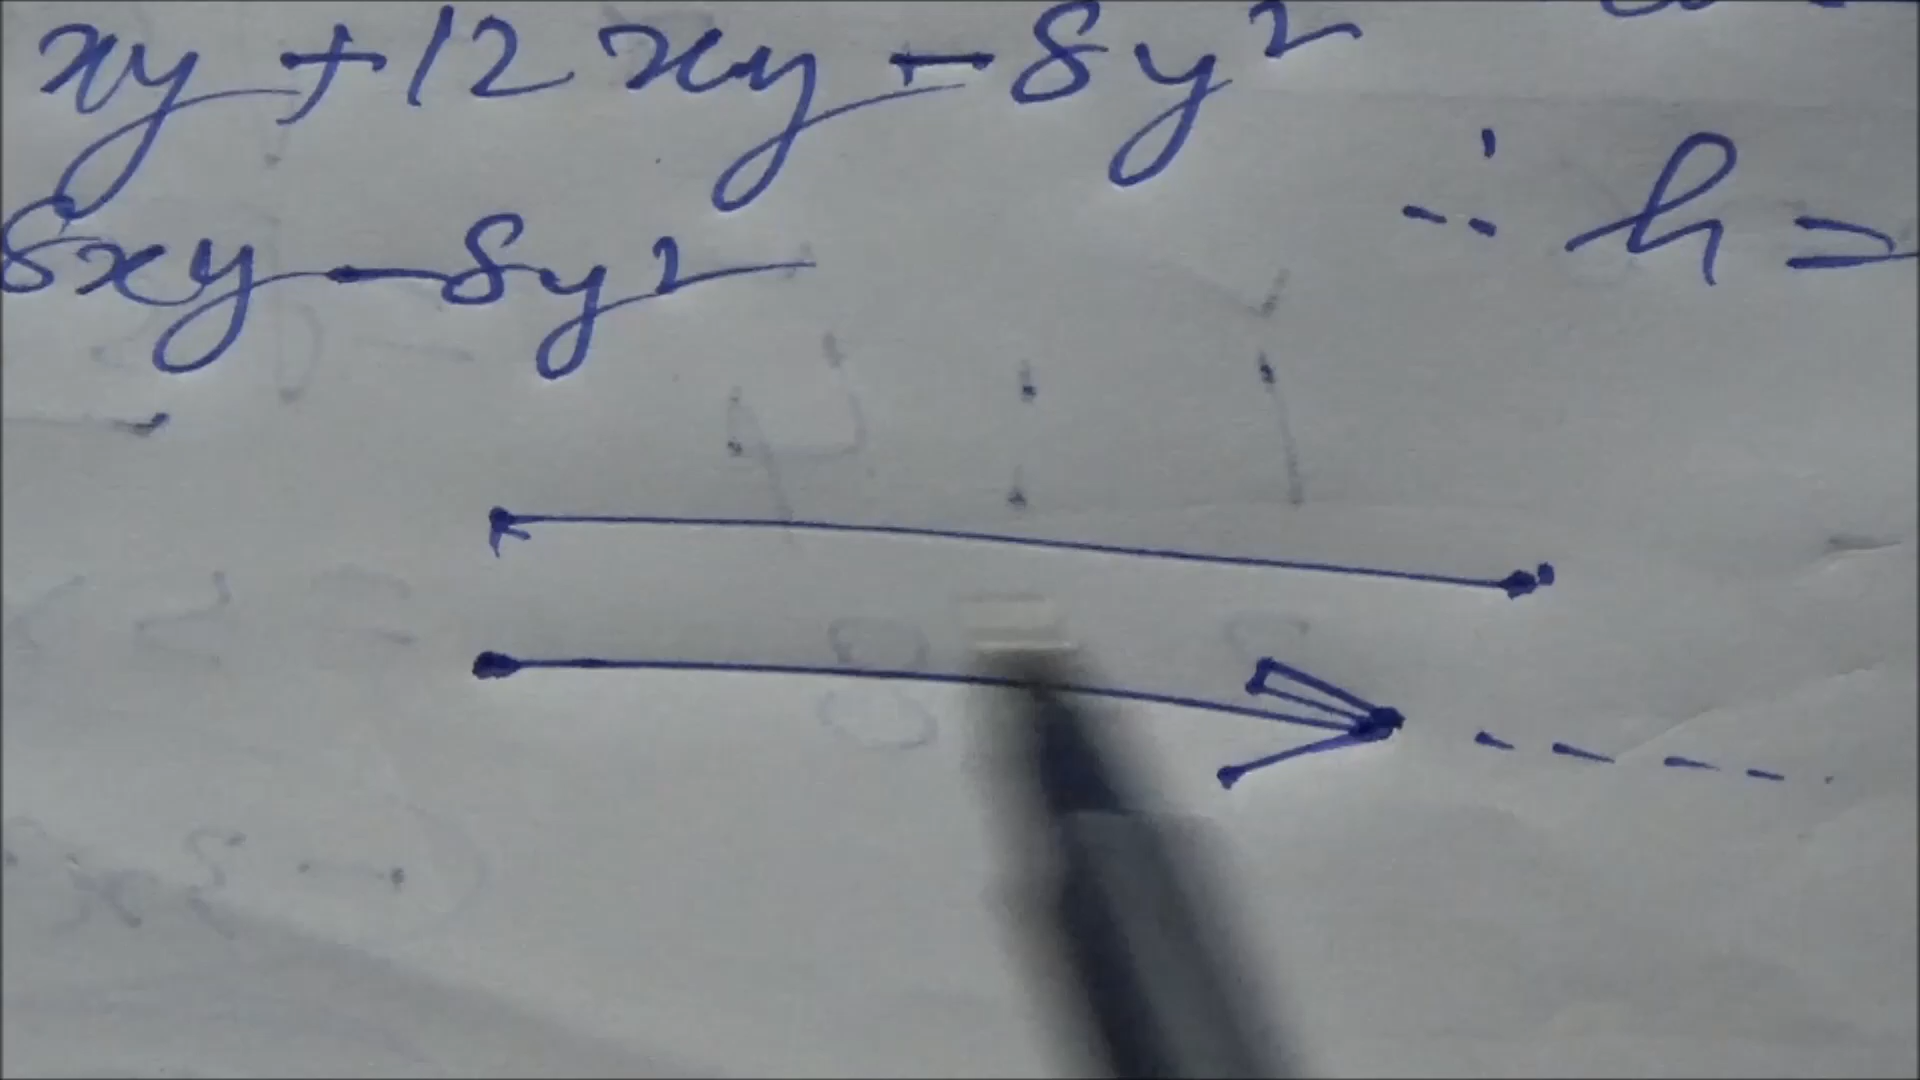 xy + 12xy - 8y²
∴ h =
8xy - 8y²